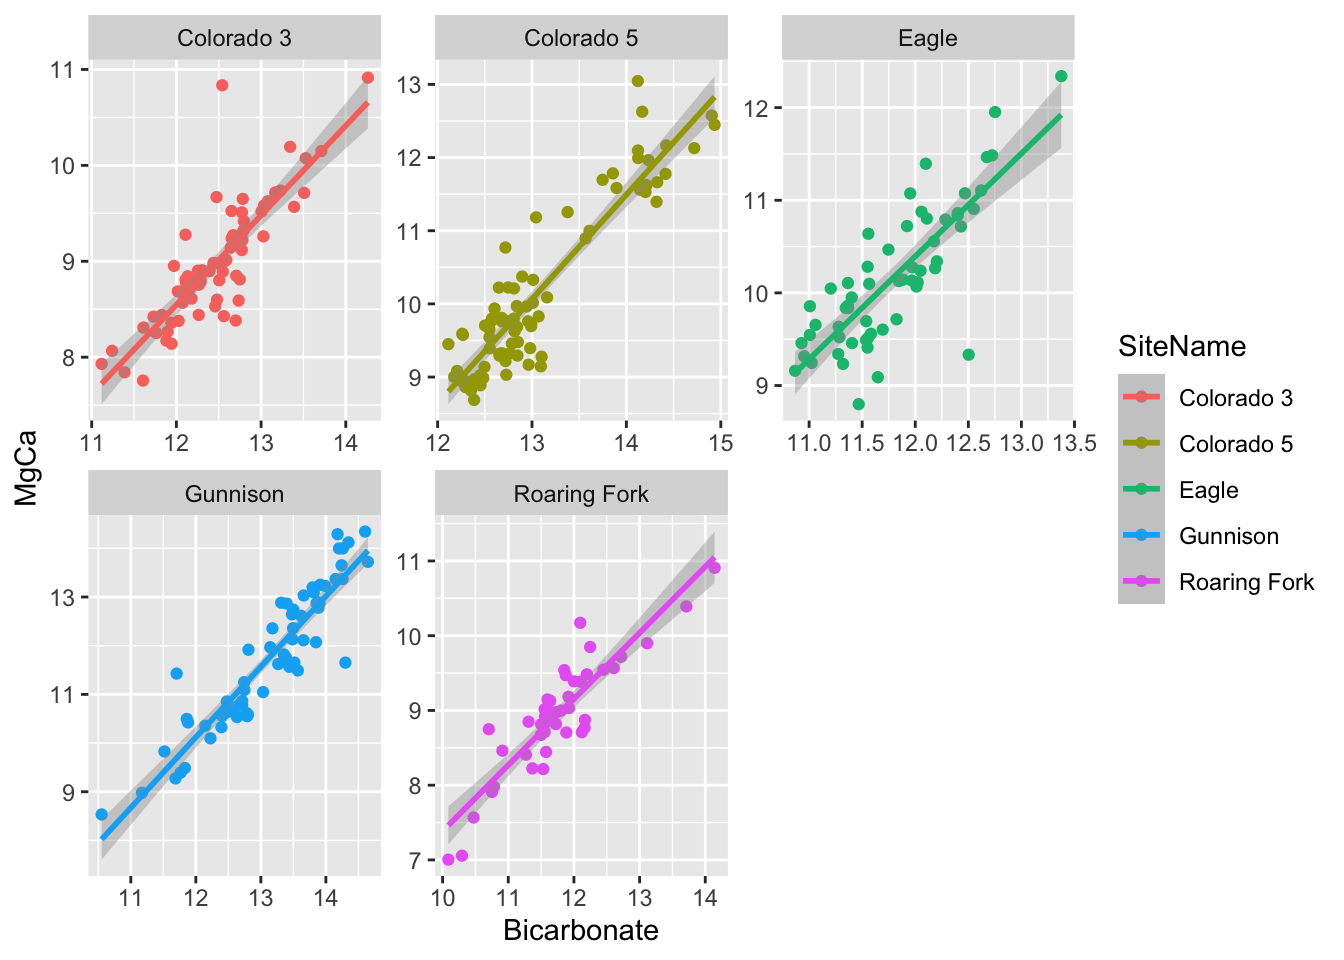 Colorado 3
Colorado 5
Eagle
11
10
9
8
11 12 13 14
13
12
11
10
9
12 13 14 15
12
11
10
9
11.0 11.5 12.0 12.5 13.0 13.5
MgCa
Gunnison
Roaring Fork
13
11
9
11 12 13 14
11
10
9
8
7
10 11 12 13 14
Bicarbonate
SiteName
Colorado 3
Colorado 5
Eagle
Gunnison
Roaring Fork